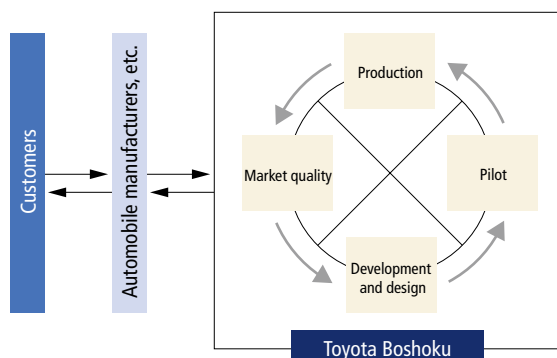 Customers
Automobile manufacturers, etc.
Production
Market quality
Pilot
Development
and design
Toyota Boshoku